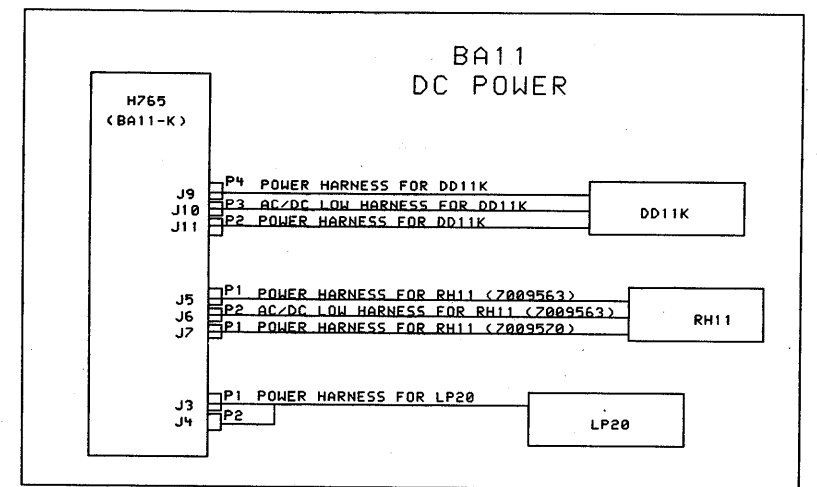 BA11
DC POWER
H765
(BA11-K)
J9 P4 POWER HARNESS FOR DD11K
J10 P3 AC/DC LOW HARNESS FOR DD11K
J11 P2 POWER HARNESS FOR DD11K
DD11K
J5 P1 POWER HARNESS FOR RH11 (7009563)
J6 P2 AC/DC LOW HARNESS FOR RH11 (7009563)
J7 P1 POWER HARNESS FOR RH11 (7009570)
RH11
J3 P1 POWER HARNESS FOR LP20
J4 P2
LP20